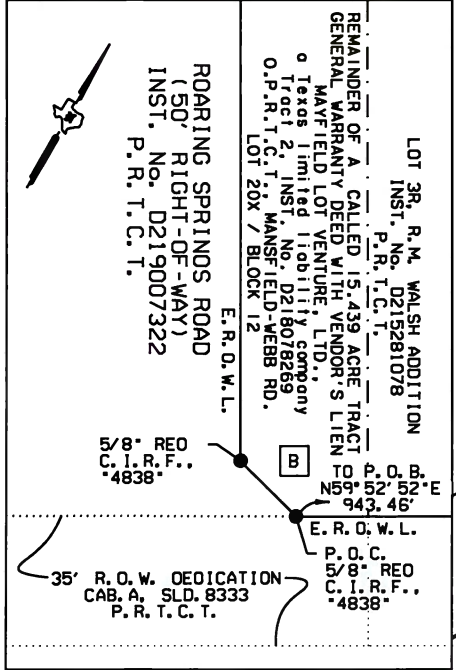 LOT 3R, R.M. WALSH ADDITION
INST. No. D215281078
P.R.T.C.T.
REMAINDER OF A CALLED 15.439 ACRE TRACT
GENERAL WARRANTY DEED WITH VENDOR'S LIEN
MAYFIELD LOT VENTURE, LTD.,
a Texas limited liability company
Tract 2, INST. No. D218078269
O.P.R.T.C.T., MANSFIELD-WEBB RD.
LOT 20X / BLOCK 12
E.R.O.W.L.
ROARING SPRINOS ROAD
(50' RIGHT-OF-WAY)
INST. No. D219007322
P.R.T.C.T.
5/8" REO
C.I.R.F.,
"4838"
B
TO P.O.B.
N59°52'52"E
943.46'
E.R.O.W.L.
P.O.C.
5/8" REO
C.I.R.F.,
"4838"
35' R.O.W. OEDICATION
CAB.A, SLD.8333
P.R.T.C.T.